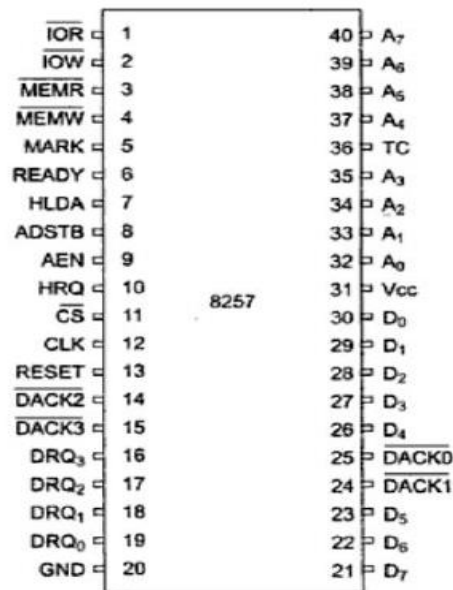 IOR 1 40 A₇
IOW 2 39 A₆
MEMR 3 38 A₅
MEMW 4 37 A₄
MARK 5 36 TC
READY 6 35 A₃
HLDA 7 34 A₂
ADSTB 8 33 A₁
AEN 9 32 A₀
HRQ 10 31 Vcc
8257
CS 11 30 D₀
CLK 12 29 D₁
RESET 13 28 D₂
DACK2 14 27 D₃
DACK3 15 26 D₄
DRQ₃ 16 25 DACK0
DRQ₂ 17 24 DACK1
DRQ₁ 18 23 D₅
DRQ₀ 19 22 D₆
GND 20 21 D₇